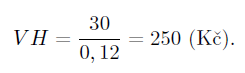 VH = 30/0,12 = 250 (Kč).